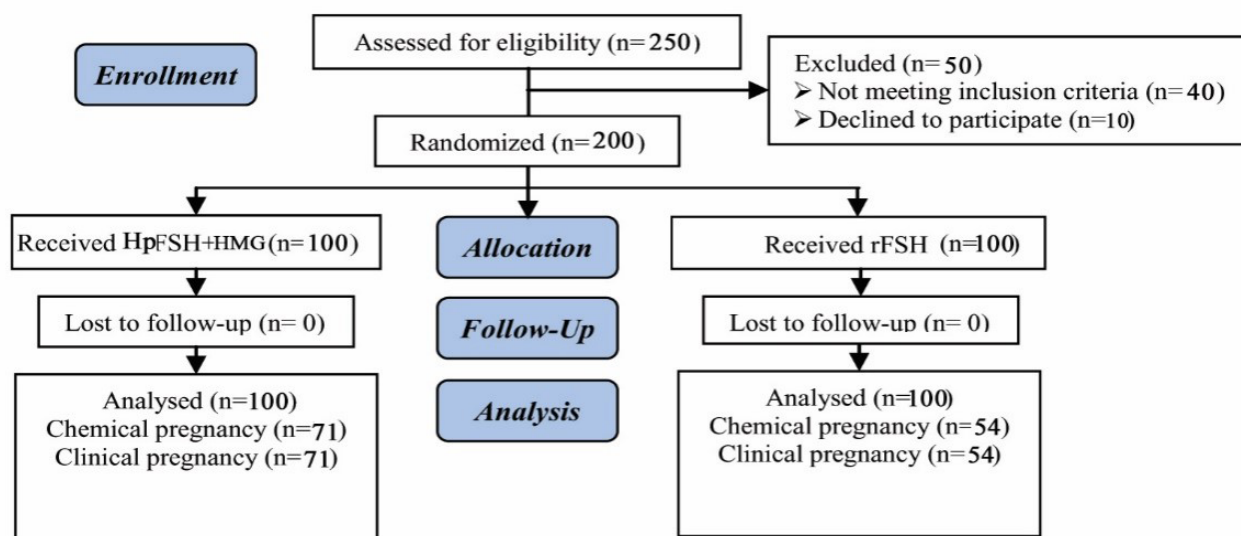 Assessed for eligibility (n=250)
Enrollment
Excluded (n=50)
➢ Not meeting inclusion criteria (n=40)
➢ Declined to participate (n=10)
Randomized (n=200)
Received HpFSH+HMG(n=100)
Allocation
Received rFSH (n=100)
Lost to follow-up (n= 0)
Follow-Up
Lost to follow-up (n= 0)
Analysed (n=100)
Chemical pregnancy (n=71)
Clinical pregnancy (n=71)
Analysis
Analysed (n=100)
Chemical pregnancy (n=54)
Clinical pregnancy (n=54)